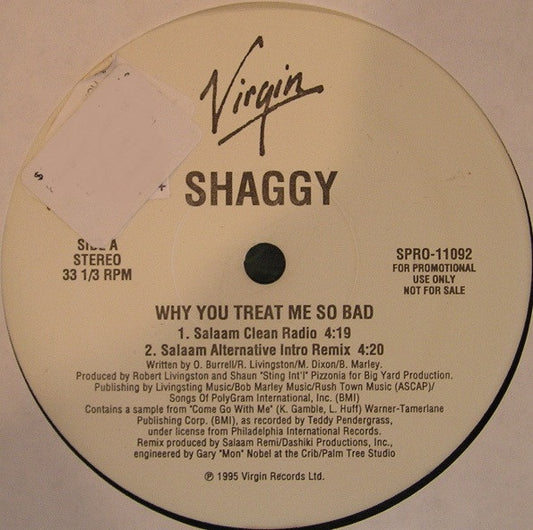 Virgin
SHAGGY
SIDE A
STEREO
33 1/3 RPM
SPRO-11092
FOR PROMOTIONAL
USE ONLY
NOT FOR SALE
WHY YOU TREAT ME SO BAD
1. Salaam Clean Radio 4:19
2. Salaam Alternative Intro Remix 4:20
Written by O. Burrell/R. Livingston/M. Dixon/B. Marley.
Produced by Robert Livingston and Shaun "Sting Int'l" Pizzonia for Big Yard Production.
Publishing by Livingsting Music/Bob Marley Music/Rush Town Music (ASCAP)/
Songs Of PolyGram International, Inc. (BMI)
Contains a sample from "Come Go With Me" (K. Gamble, L. Huff) Warner-Tamerlane
Publishing Corp. (BMI), as recorded by Teddy Pendergrass,
under license from Philadelphia International Records.
Remix produced by Salaam Remi/Dashiki Productions, Inc.,
engineered by Gary "Mon" Nobel at the Crib/Palm Tree Studio
℗ 1995 Virgin Records Ltd.